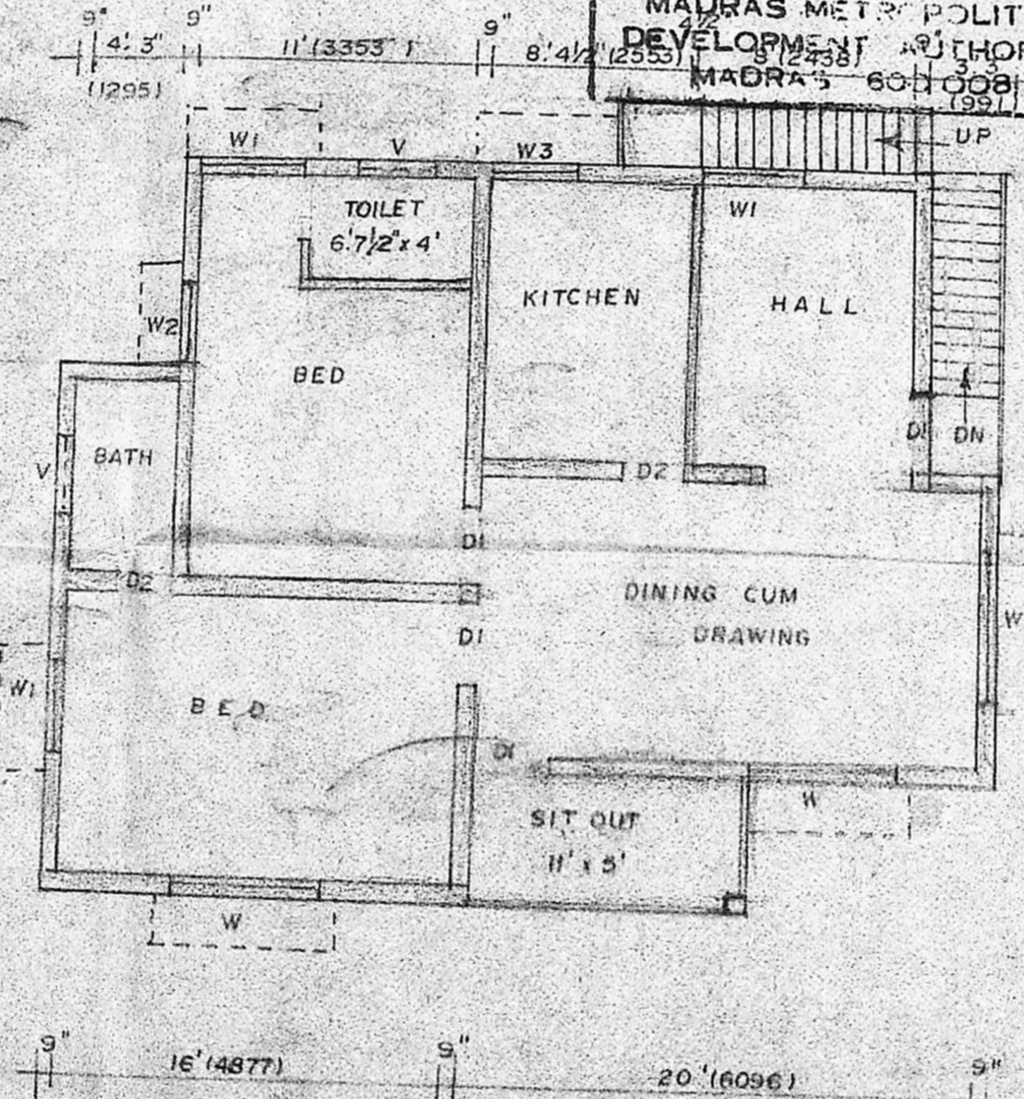 MADRAS METROPOLIT
DEVELOPMENT AUTHOR
MADRAS 600 008
9" 9" 9" 4½" 9"
4'. 3" 11' (3353) 8'. 4½" (2553) 8' (2438) 3'. 3"
(1295) (991)
UP
W1 V W3
TOILET W1
6'. 7½" x 4'
KITCHEN HALL
W2
BED
BATH D1 DN
V D2
D1
D2 DINING CUM W
D1 DRAWING
W1 BED
D1
SIT OUT W
11' x 5'
W
9" 9" 9"
16' (4877) 20' (6096)